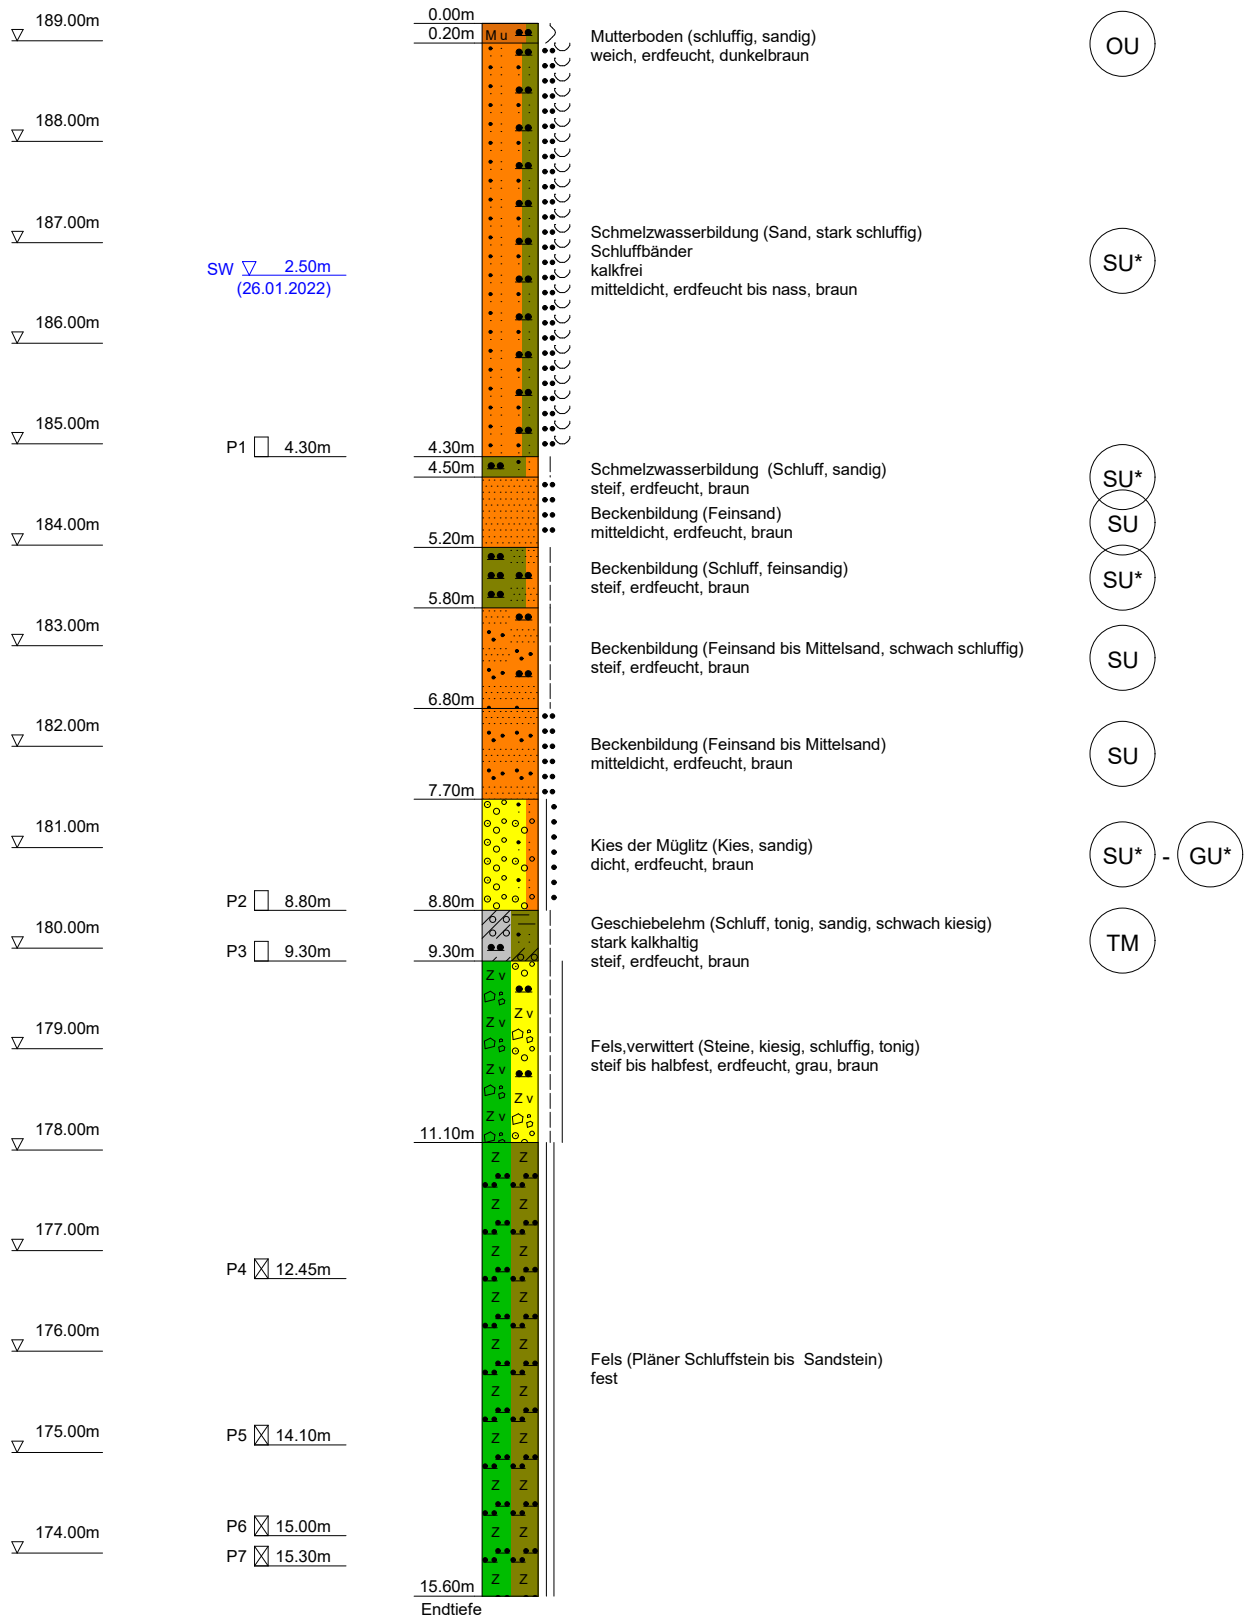 189.00m
0.00m
0.20m
Mu
Mutterboden (schluffig, sandig)
weich, erdfeucht, dunkelbraun
OU
188.00m
187.00m
SW 2.50m
(26.01.2022)
Schmelzwasserbildung (Sand, stark schluffig)
Schluffbänder
kalkfrei
mitteldicht, erdfeucht bis nass, braun
SU*
186.00m
185.00m
P1 4.30m
4.30m
4.50m
Schmelzwasserbildung (Schluff, sandig)
steif, erdfeucht, braun
SU*
184.00m
Beckenbildung (Feinsand)
mitteldicht, erdfeucht, braun
SU
5.20m
Beckenbildung (Schluff, feinsandig)
steif, erdfeucht, braun
SU*
5.80m
183.00m
Beckenbildung (Feinsand bis Mittelsand, schwach schluffig)
steif, erdfeucht, braun
SU
6.80m
182.00m
Beckenbildung (Feinsand bis Mittelsand)
mitteldicht, erdfeucht, braun
SU
7.70m
181.00m
Kies der Müglitz (Kies, sandig)
dicht, erdfeucht, braun
SU* - GU*
P2 8.80m
8.80m
180.00m
Geschiebelehm (Schluff, tonig, sandig, schwach kiesig)
stark kalkhaltig
steif, erdfeucht, braun
TM
P3 9.30m
9.30m
Zv
Zv
Zv
Zv
Zv
Zv
Zv
179.00m
Fels,verwittert (Steine, kiesig, schluffig, tonig)
steif bis halbfest, erdfeucht, grau, braun
178.00m
11.10m
Z Z
Z Z
177.00m
Z Z
P4 12.45m
Z Z
176.00m
Z Z
Fels (Pläner Schluffstein bis Sandstein)
fest
Z Z
175.00m
P5 14.10m
Z Z
Z Z
174.00m
P6 15.00m
Z Z
P7 15.30m
Z Z
15.60m
Endtiefe